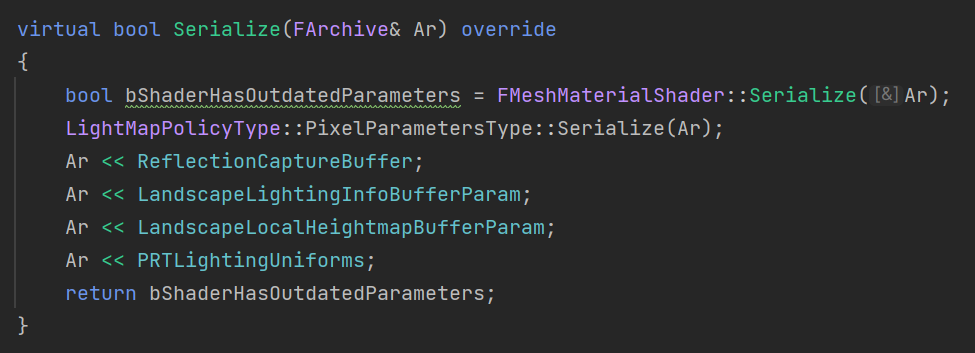 virtual bool Serialize(FArchive& Ar) override
{
bool bShaderHasOutdatedParameters = FMeshMaterialShader::Serialize([&]Ar);
LightMapPolicyType::PixelParametersType::Serialize(Ar);
Ar << ReflectionCaptureBuffer;
Ar << LandscapeLightingInfoBufferParam;
Ar << LandscapeLocalHeightmapBufferParam;
Ar << PRTLightingUniforms;
return bShaderHasOutdatedParameters;
}